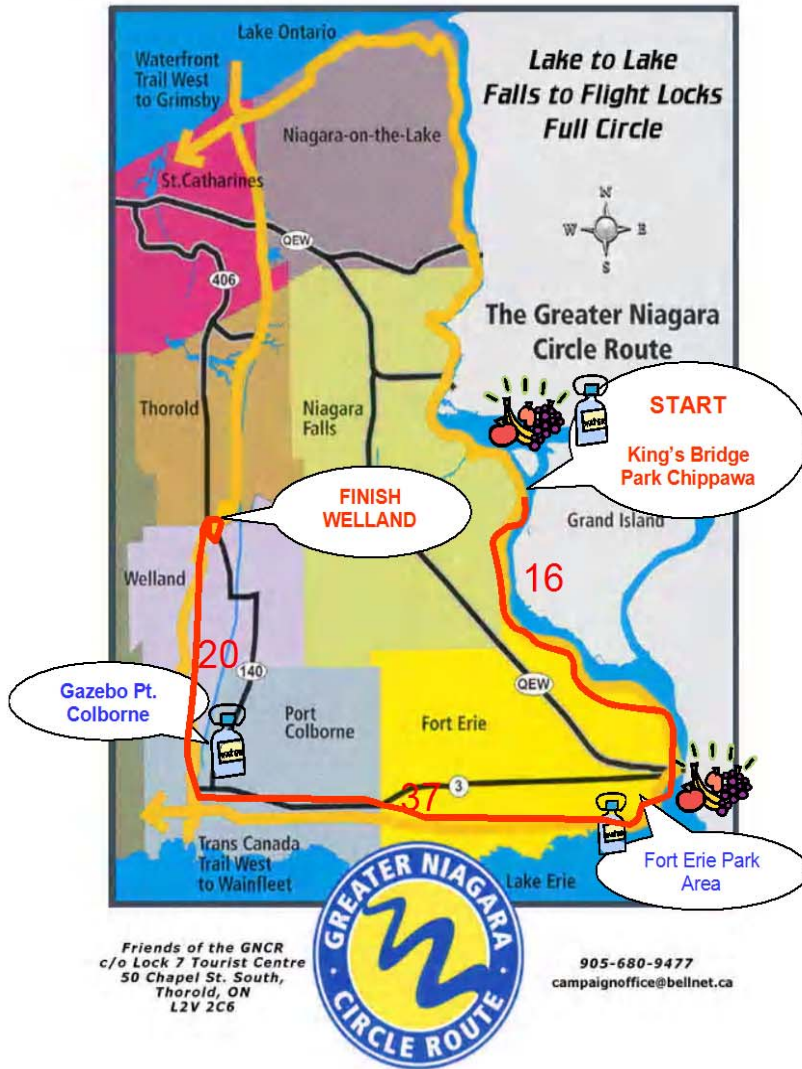 Lake Ontario
Waterfront
Trail West
to Grimsby
Lake to Lake
Falls to Flight Locks
Full Circle
Niagara-on-the-Lake
St.Catharines
N
W
E
S
QEW
406
The Greater Niagara
Circle Route
Thorold
Niagara
Falls
water
START
King's Bridge
Park Chippawa
FINISH
WELLAND
Grand Island
Welland
16
20
140
Gazebo Pt.
Colborne
water
Port
Colborne
Fort Erie
QEW
3
37
Trans Canada
Trail West
to Wainfleet
Lake Erie
water
Fort Erie Park
Area
GREATER NIAGARA
CIRCLE ROUTE
Friends of the GNCR
c/o Lock 7 Tourist Centre
50 Chapel St. South,
Thorold, ON
L2V 2C6
905-680-9477
campaignoffice@bellnet.ca